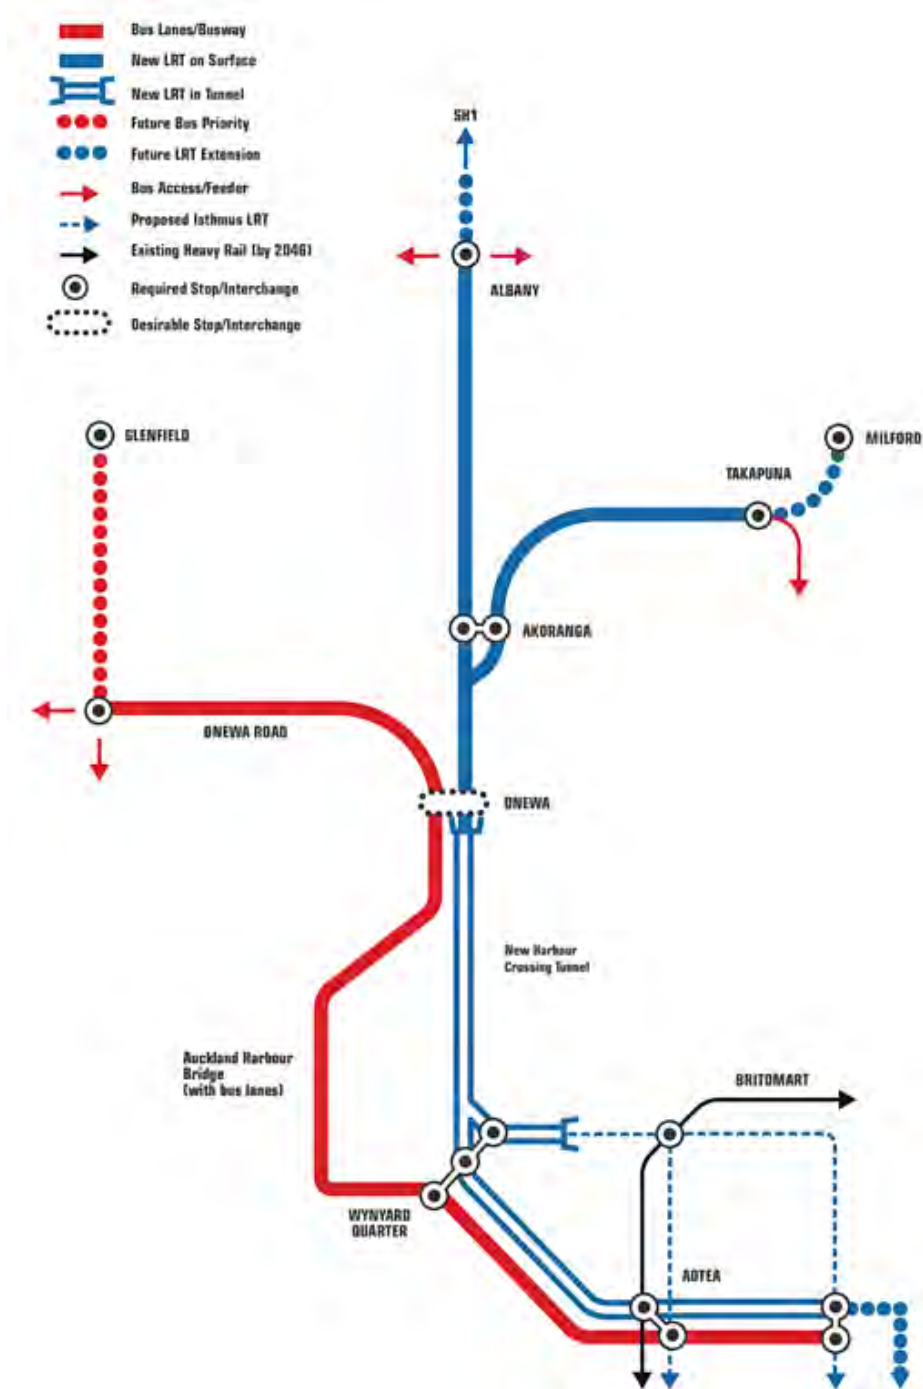 Bus Lanes/Busway
New LRT on Surface
New LRT in Tunnel
Future Bus Priority
Future LRT Extension
Bus Access/Feeder
Proposed Isthmus LRT
Existing Heavy Rail (by 2046)
Required Stop/Interchange
Desirable Stop/Interchange
SH1
ALBANY
GLENFIELD
MILFORD
TAKAPUNA
AKORANGA
ONEWA ROAD
ONEWA
New Harbour
Crossing Tunnel
Auckland Harbour
Bridge
(with bus lanes)
BRITOMART
WYNYARD
QUARTER
AOTEA